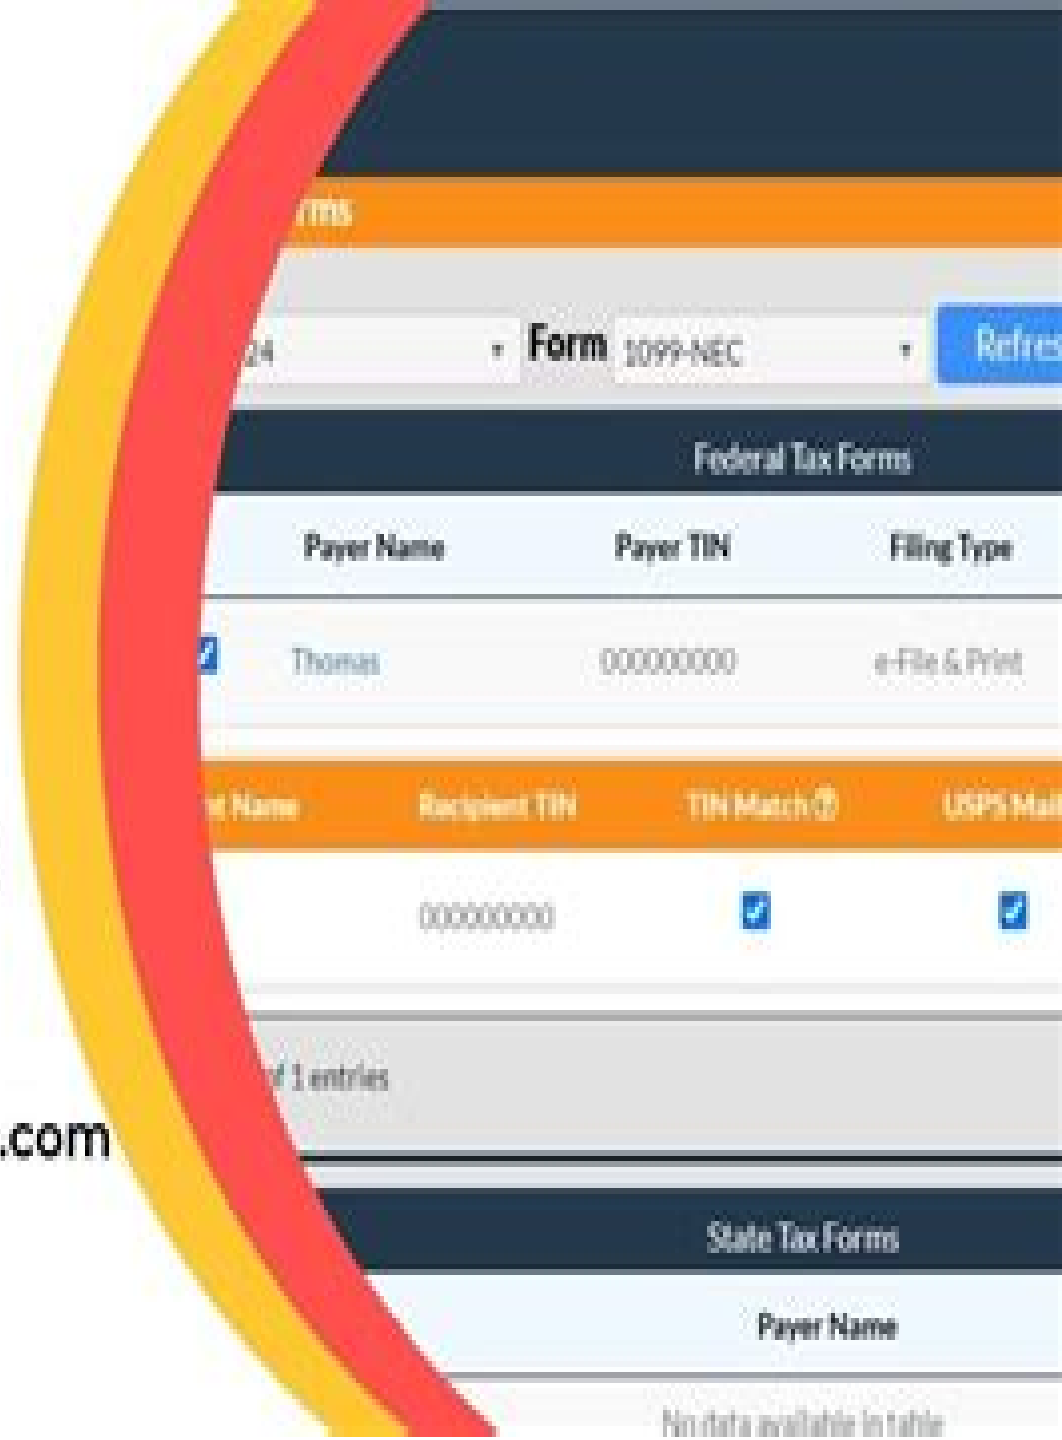 rms
24 Form 1099-NEC Refres
Federal Tax Forms
Payer Name Payer TIN Filing Type
Thomas 000000000 e-File & Print
nt Name Recipient TIN TIN Match USPS Mail
000000000
of 1 entries
.com
State Tax Forms
Payer Name
No data available in table